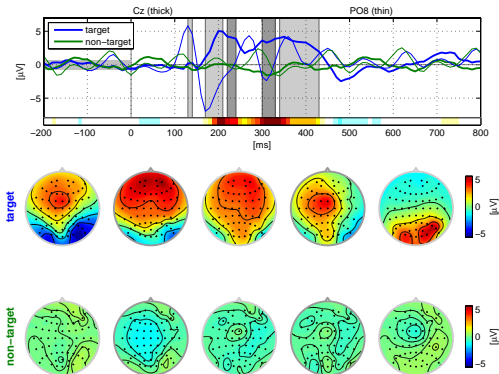 Cz (thick) PO8 (thin)
target
non−target
5
0
−5
[µV]
−200 −100 0 100 200 300 400 500 600 700 800
[ms]
target
5
0
−5
[µV]
non−target
5
0
−5
[µV]